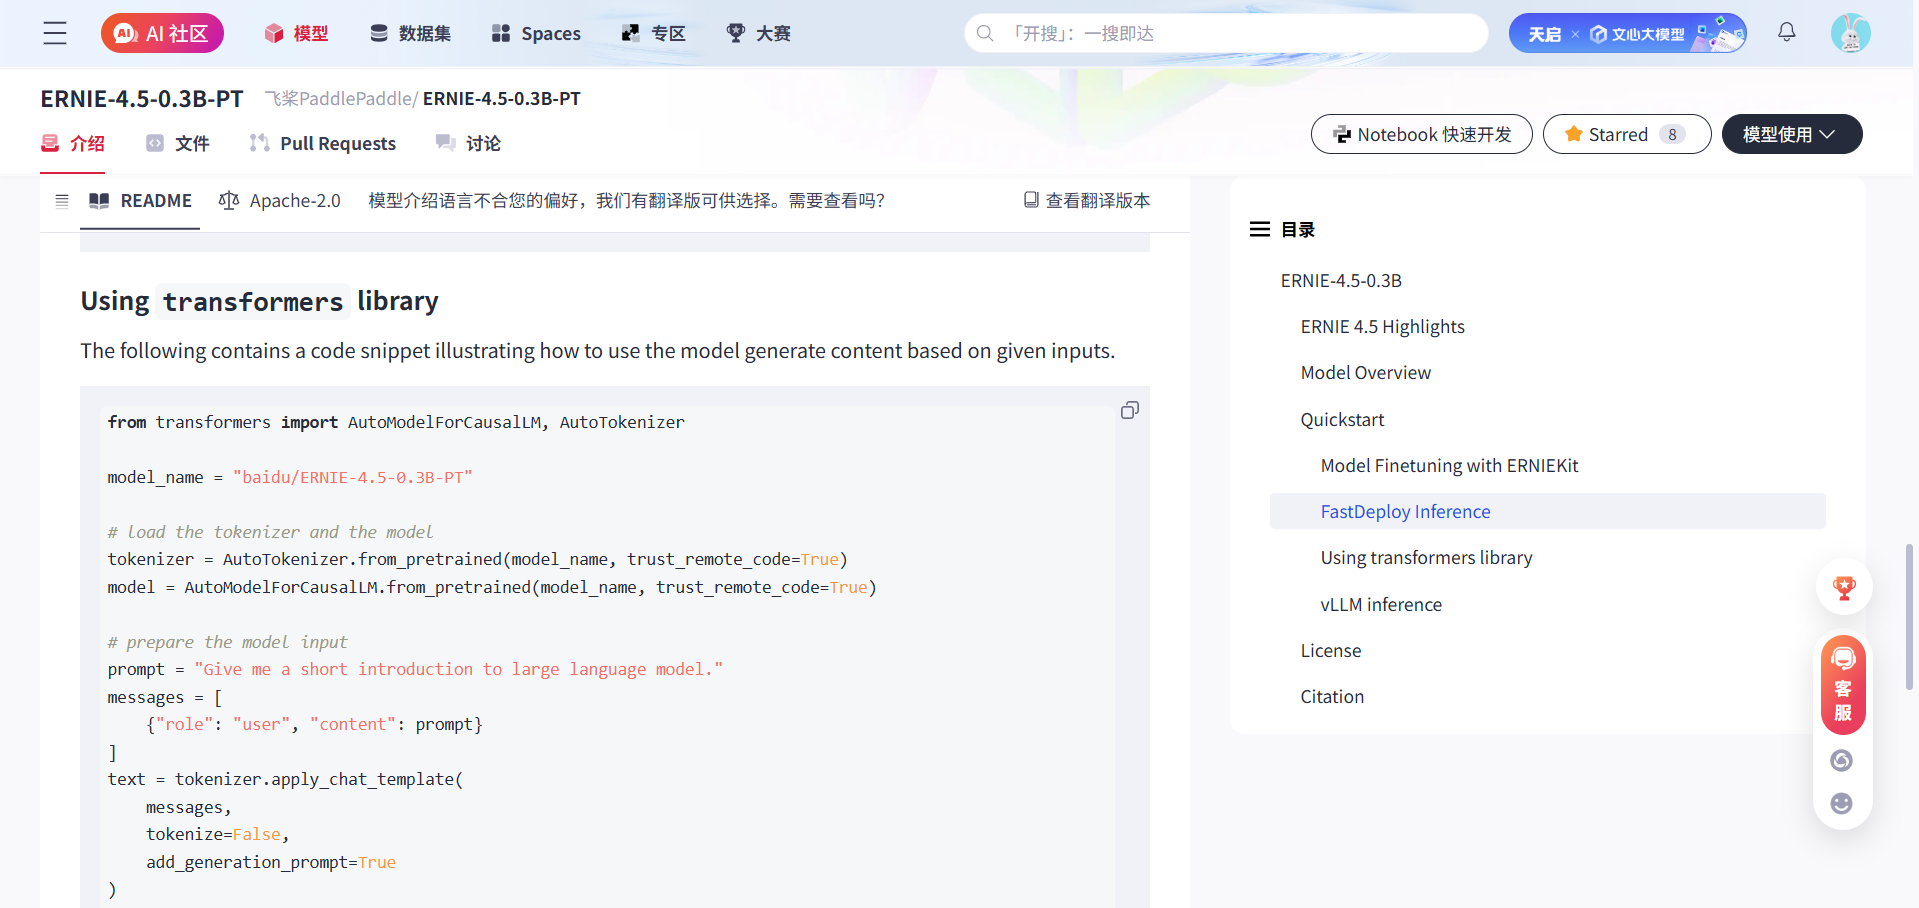 AI 社区
模型
数据集
Spaces
专区
大赛
「开搜」：一搜即达
天启 × 文心大模型
ERNIE-4.5-0.3B-PT
飞桨PaddlePaddle/ ERNIE-4.5-0.3B-PT
介绍
文件
Pull Requests
讨论
Notebook 快速开发
Starred 8
模型使用
README
Apache-2.0
模型介绍语言不合您的偏好，我们有翻译版可供选择。需要查看吗？
查看翻译版本
Using transformers library
The following contains a code snippet illustrating how to use the model generate content based on given inputs.
from transformers import AutoModelForCausalLM, AutoTokenizer
model_name = "baidu/ERNIE-4.5-0.3B-PT"
# load the tokenizer and the model
tokenizer = AutoTokenizer.from_pretrained(model_name, trust_remote_code=True)
model = AutoModelForCausalLM.from_pretrained(model_name, trust_remote_code=True)
# prepare the model input
prompt = "Give me a short introduction to large language model."
messages = [
    {"role": "user", "content": prompt}
]
text = tokenizer.apply_chat_template(
    messages,
    tokenize=False,
    add_generation_prompt=True
)
目录
ERNIE-4.5-0.3B
ERNIE 4.5 Highlights
Model Overview
Quickstart
Model Finetuning with ERNIEKit
FastDeploy Inference
Using transformers library
vLLM inference
License
Citation
客
服